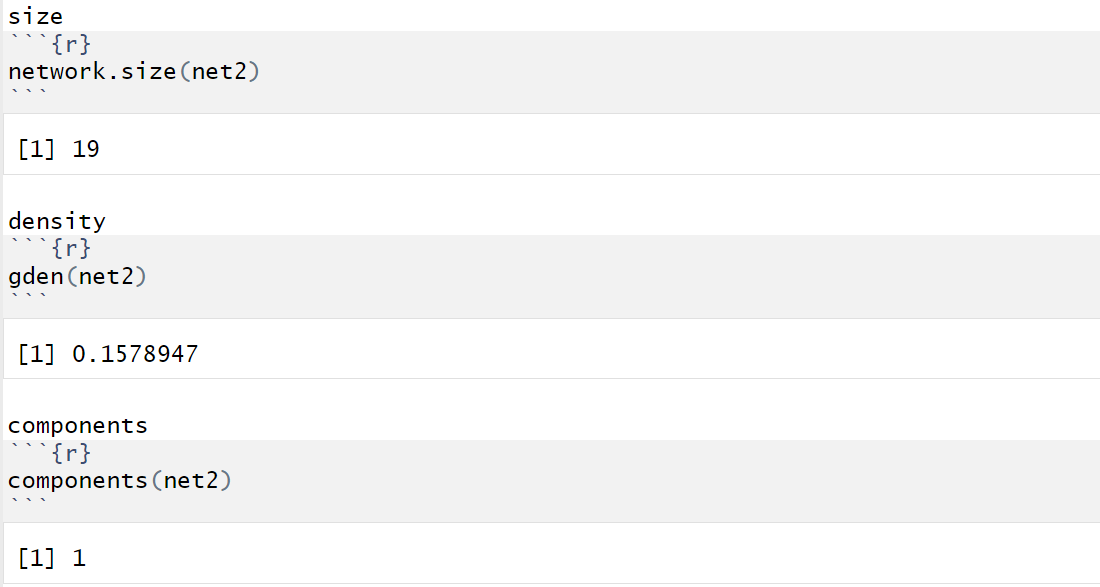 size
```{r}
network.size(net2)
```
[1] 19
density
```{r}
gden(net2)
```
[1] 0.1578947
components
```{r}
components(net2)
```
[1] 1